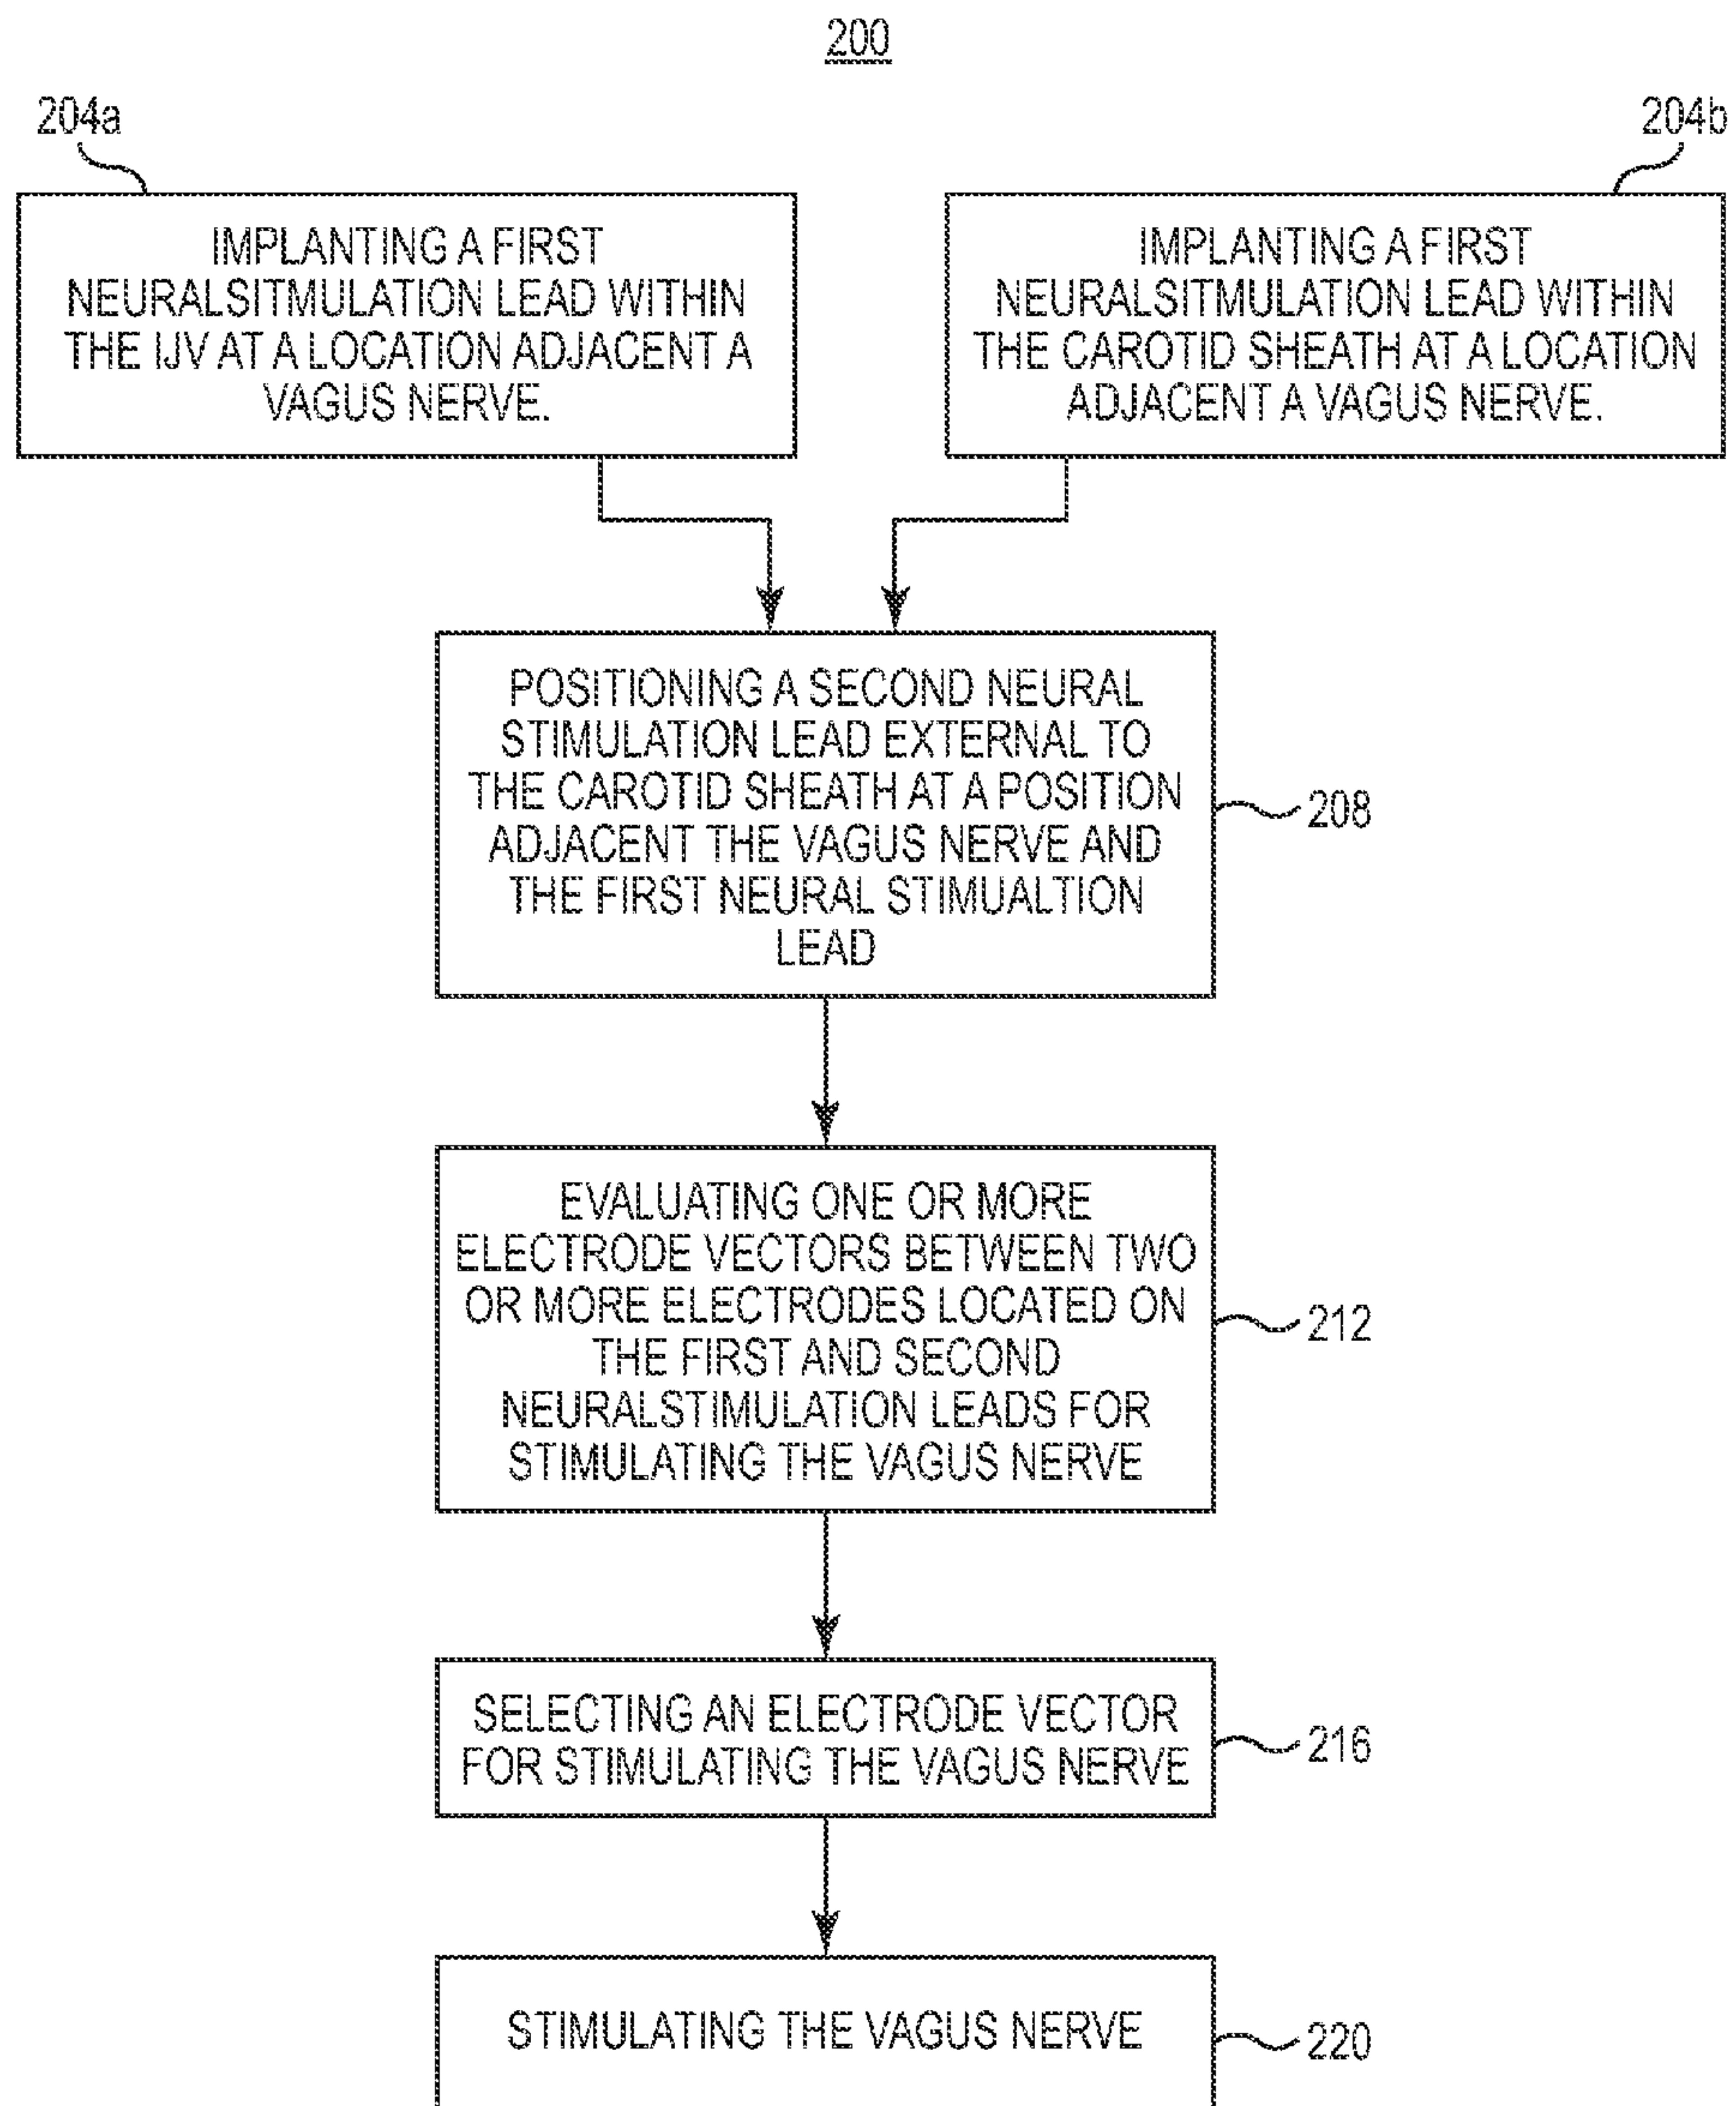 200
204a
204b
IMPLANTING A FIRST
NEURALSITMULATION LEAD WITHIN
THE IJV AT A LOCATION ADJACENT A
VAGUS NERVE.
IMPLANTING A FIRST
NEURALSITMULATION LEAD WITHIN
THE CAROTID SHEATH AT A LOCATION
ADJACENT A VAGUS NERVE.
POSITIONING A SECOND NEURAL
STIMULATION LEAD EXTERNAL TO
THE CAROTID SHEATH AT A POSITION
ADJACENT THE VAGUS NERVE AND
THE FIRST NEURAL STIMUALTION
LEAD
208
EVALUATING ONE OR MORE
ELECTRODE VECTORS BETWEEN TWO
OR MORE ELECTRODES LOCATED ON
THE FIRST AND SECOND
NEURALSTIMULATION LEADS FOR
STIMULATING THE VAGUS NERVE
212
SELECTING AN ELECTRODE VECTOR
FOR STIMULATING THE VAGUS NERVE
216
STIMULATING THE VAGUS NERVE
220